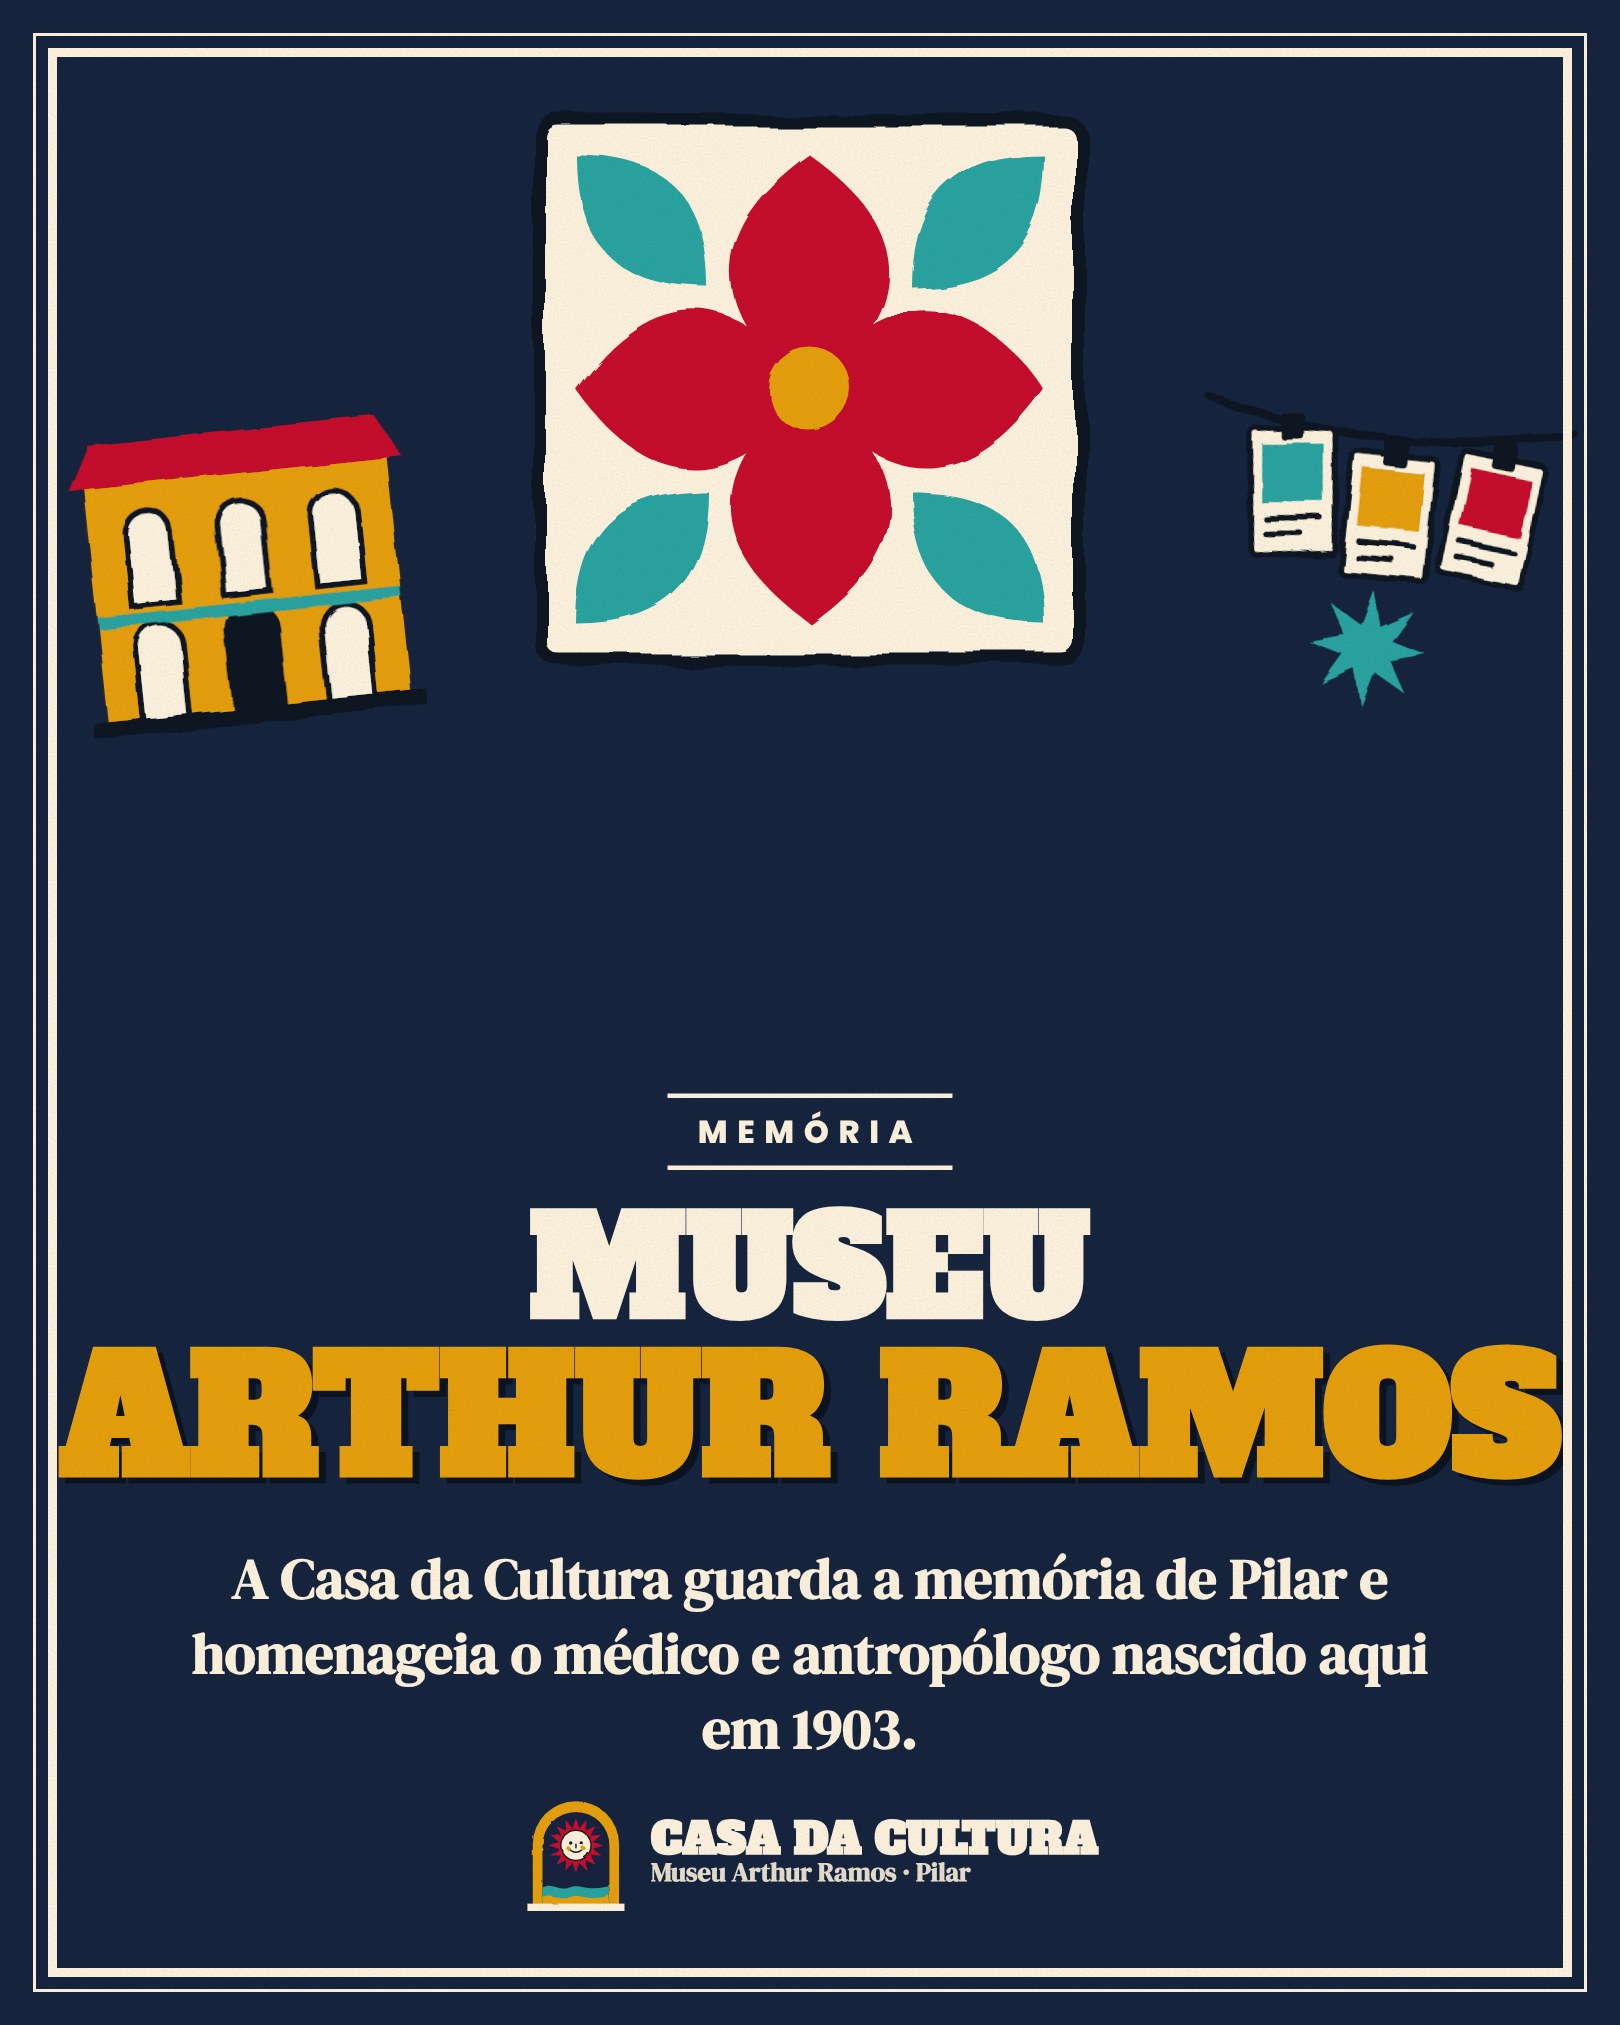 MEMÓRIA
MUSEU
ARTHUR RAMOS
A Casa da Cultura guarda a memória de Pilar e
homenageia o médico e antropólogo nascido aqui
em 1903.
CASA DA CULTURA
Museu Arthur Ramos · Pilar